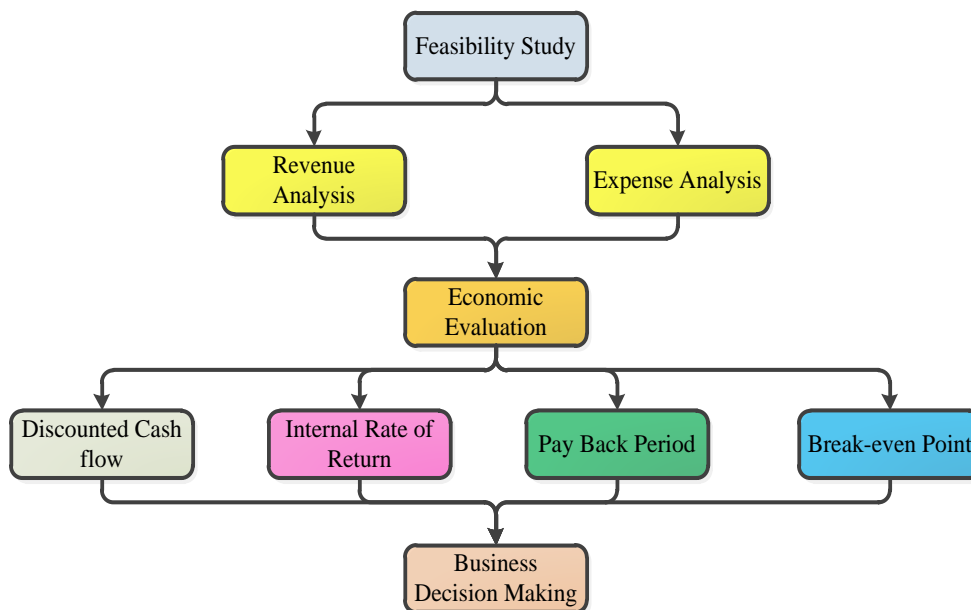 Feasibility Study
Revenue
Analysis
Expense Analysis
Economic
Evaluation
Discounted Cash
flow
Internal Rate of
Return
Pay Back Period
Break-even Point
Business
Decision Making